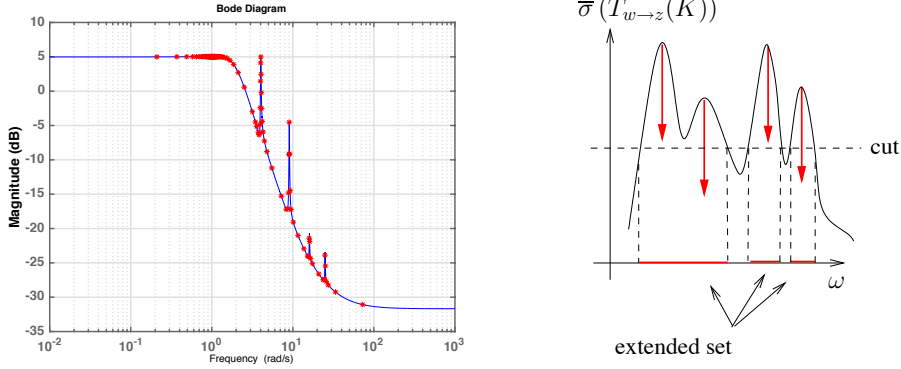 Bode Diagram
Magnitude (dB)
10
5
0
-5
-10
-15
-20
-25
-30
-35
10^-2
10^-1
10^0
10^1
10^2
10^3
Frequency (rad/s)
σ̅ (T_{w→z}(K))
cut
ω
extended set